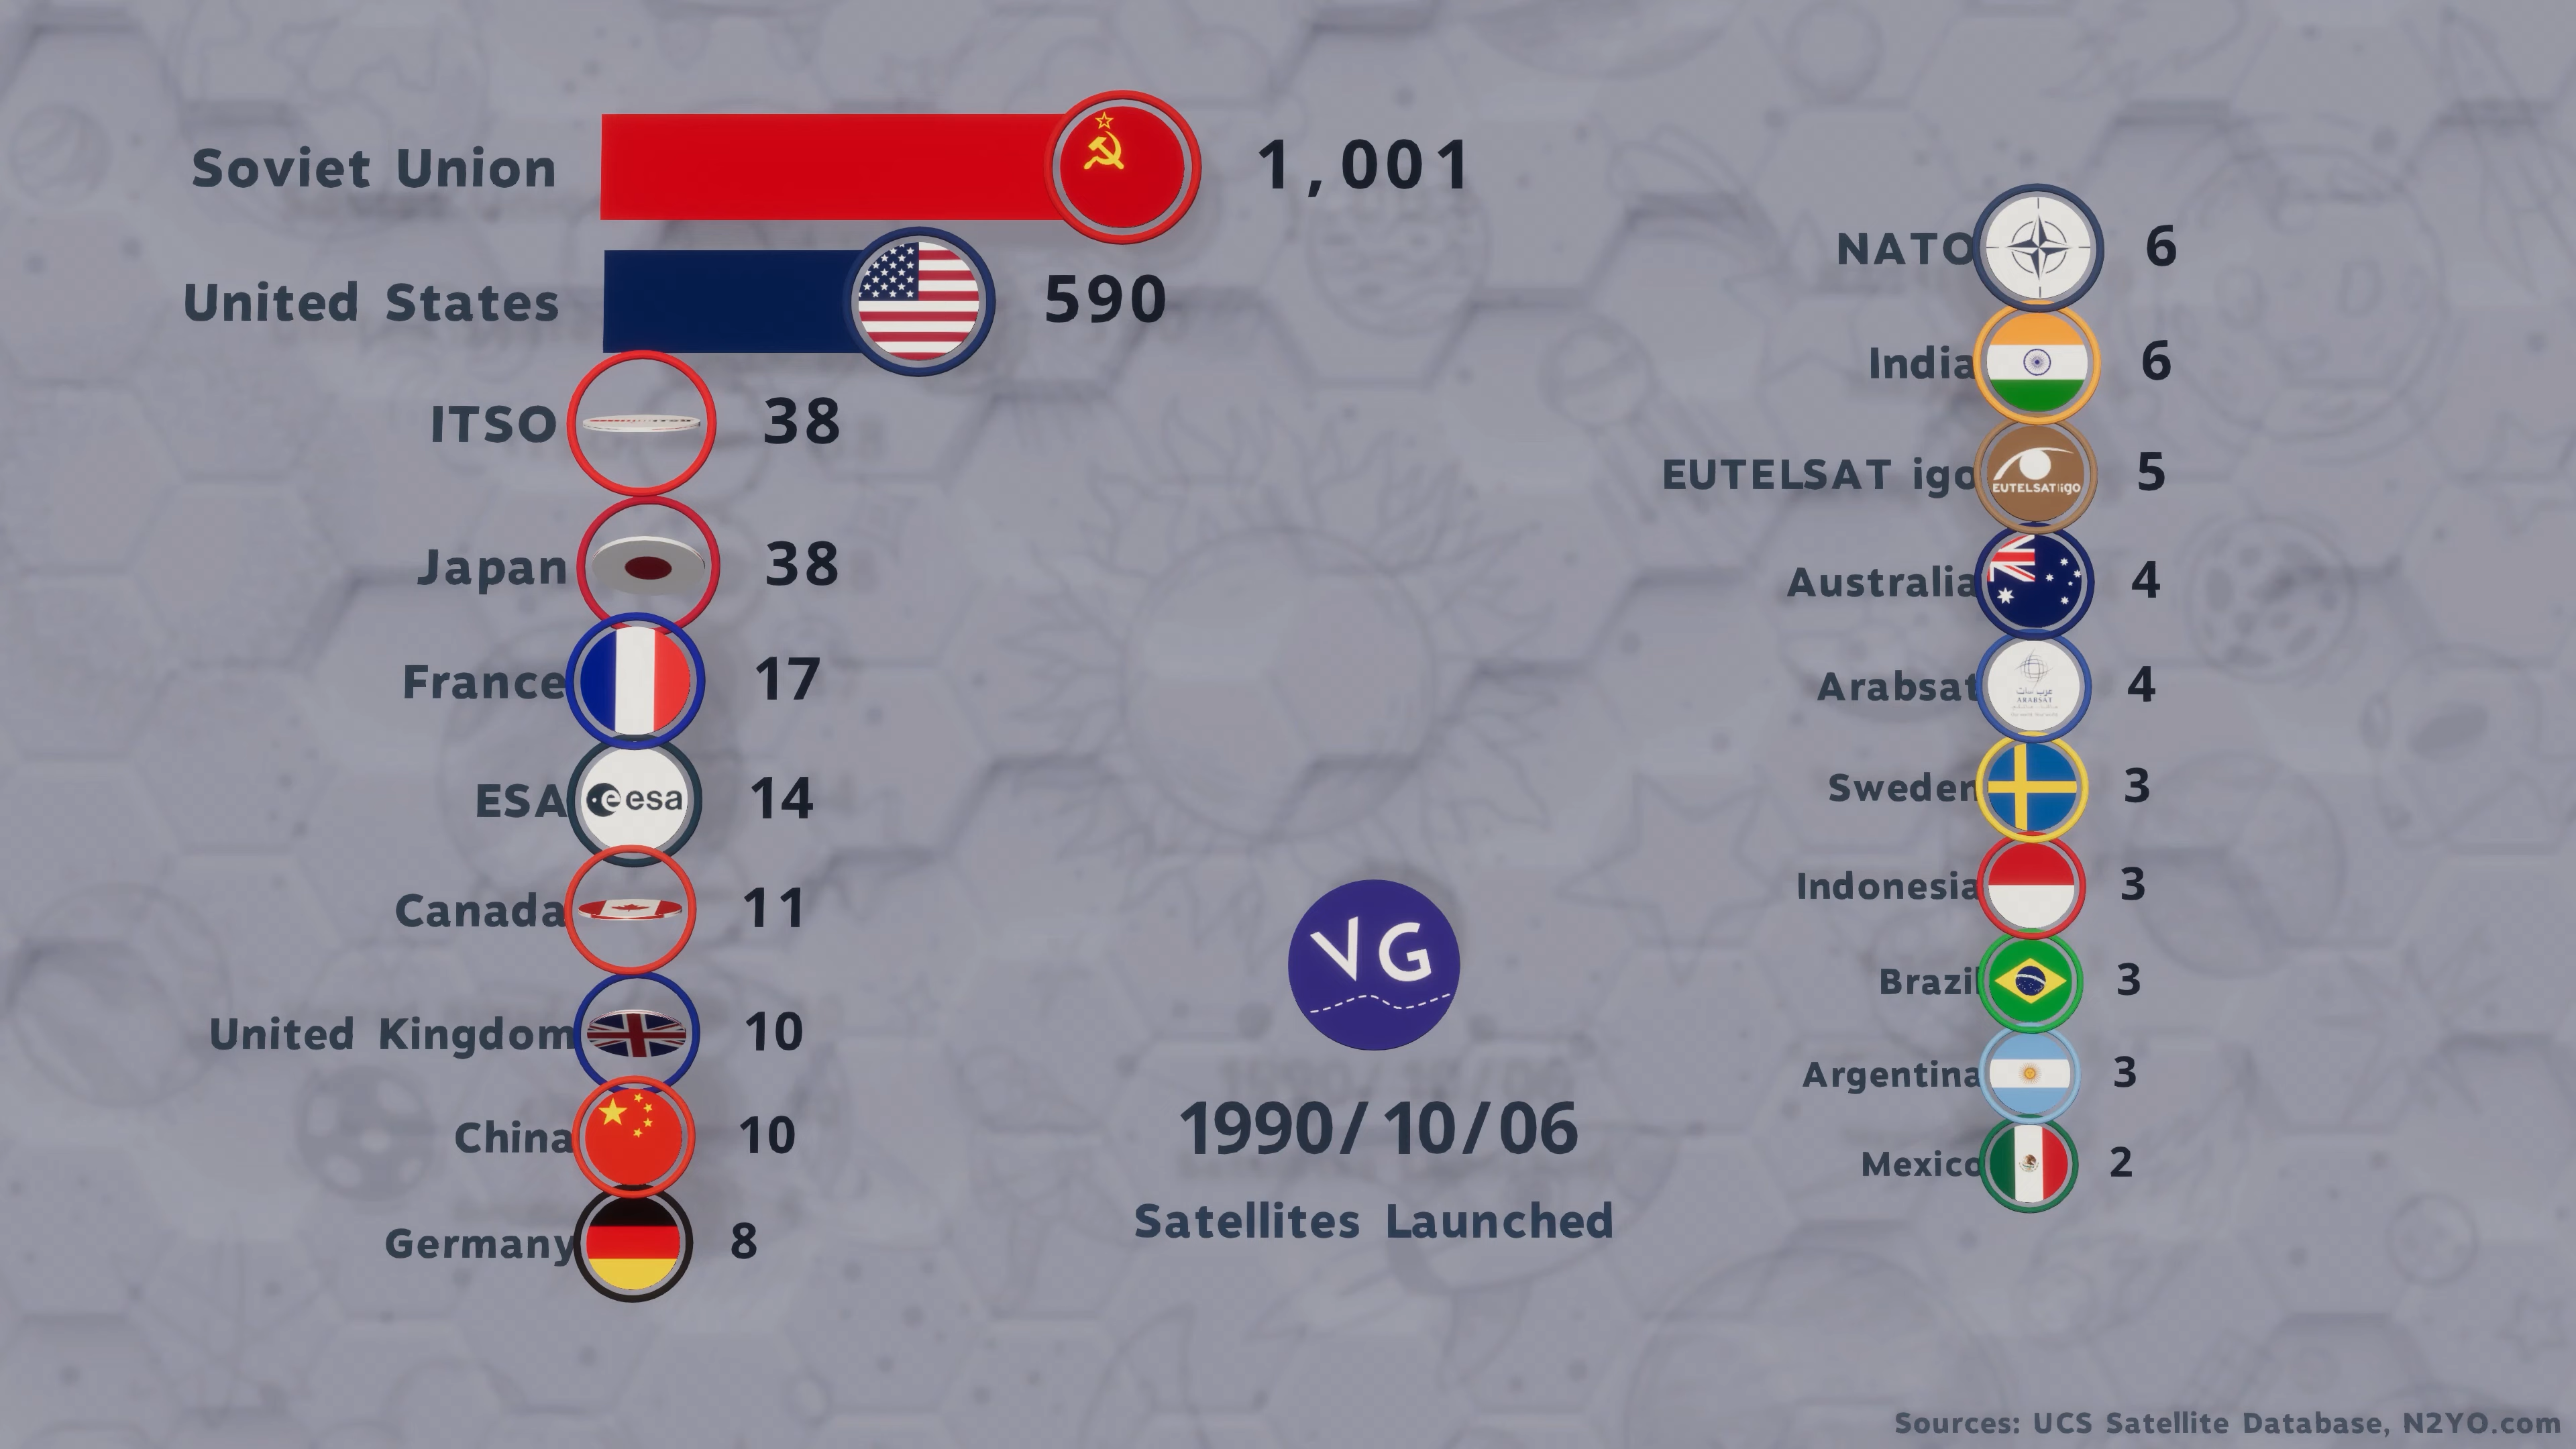 Soviet Union 1,001
United States 590
ITSO 38
Japan 38
France 17
esa
ESA 14
Canada 11
United Kingdom 10
China 10
Germany 8
VG
1990/10/06
Satellites Launched
NATO 6
India 6
EUTELSAT igo 5
EUTELSAT igo
Australia 4
Arabsat 4
عرب سات
ARABSAT
Sweden 3
Indonesia 3
Brazil 3
Argentina 3
Mexico 2
Sources: UCS Satellite Database, N2YO.com